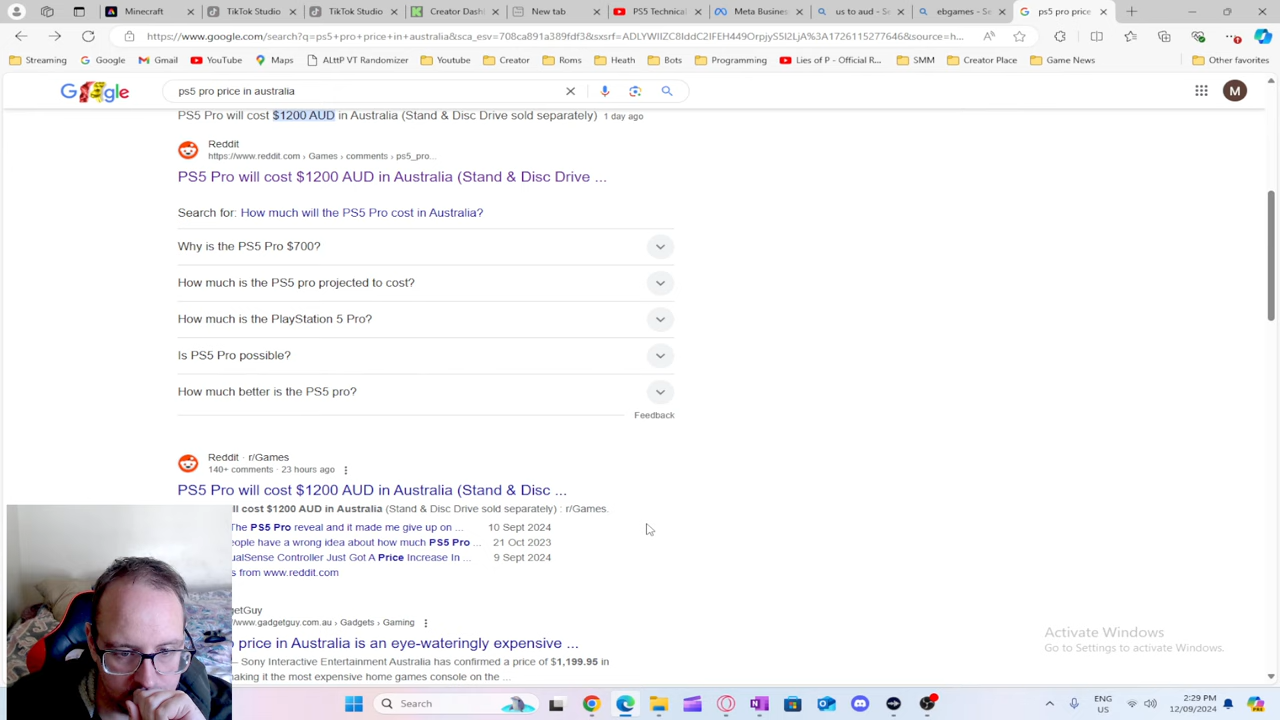 Minecraft
TikTok Studio
TikTok Studio
Creator Dash
New tab
PS5 Technical
Meta Business
us to aud - Se
ebgames - Se
ps5 pro price
https://www.google.com/search?q=ps5+pro+price+in+australia&sca_esv=708ca891a389fdf3&sxsrf=
Streaming
Google
Gmail
YouTube
Maps
ALttP VT Randomizer
Youtube
Creator
Roms
Heath
Bots
Programming
Lies of P - Official R...
SMM
Creator Place
Game News
Other favorites
ps5 pro price in australia
M
PS5 Pro will cost $1200 AUD in Australia (Stand & Disc Drive sold separately) 1 day ago
Reddit
https://www.reddit.com › Games › comments › ps5_pro...
PS5 Pro will cost $1200 AUD in Australia (Stand & Disc Drive ...
Search for: How much will the PS5 Pro cost in Australia?
Why is the PS5 Pro $700?
How much is the PS5 pro projected to cost?
How much is the PlayStation 5 Pro?
Is PS5 Pro possible?
How much better is the PS5 pro?
Feedback
Reddit · r/Games
140+ comments · 23 hours ago
PS5 Pro will cost $1200 AUD in Australia (Stand & Disc ...
cost $1200 AUD in Australia (Stand & Disc Drive sold separately) : r/Games.
PS5 Pro reveal and it made me give up on ... 10 Sept 2024
have a wrong idea about how much PS5 Pro ... 21 Oct 2023
Controller Just Got A Price Increase In ... 9 Sept 2024
from www.reddit.com
www.gadgetguy.com.au › Gadgets › Gaming
price in Australia is an eye-wateringly expensive ...
— Sony Interactive Entertainment Australia has confirmed a price of $1,199.95 in
it the most expensive home games console on the ...
Activate Windows
Go to Settings to activate Windows.
Search
ENG
US
2:29 PM
12/09/2024